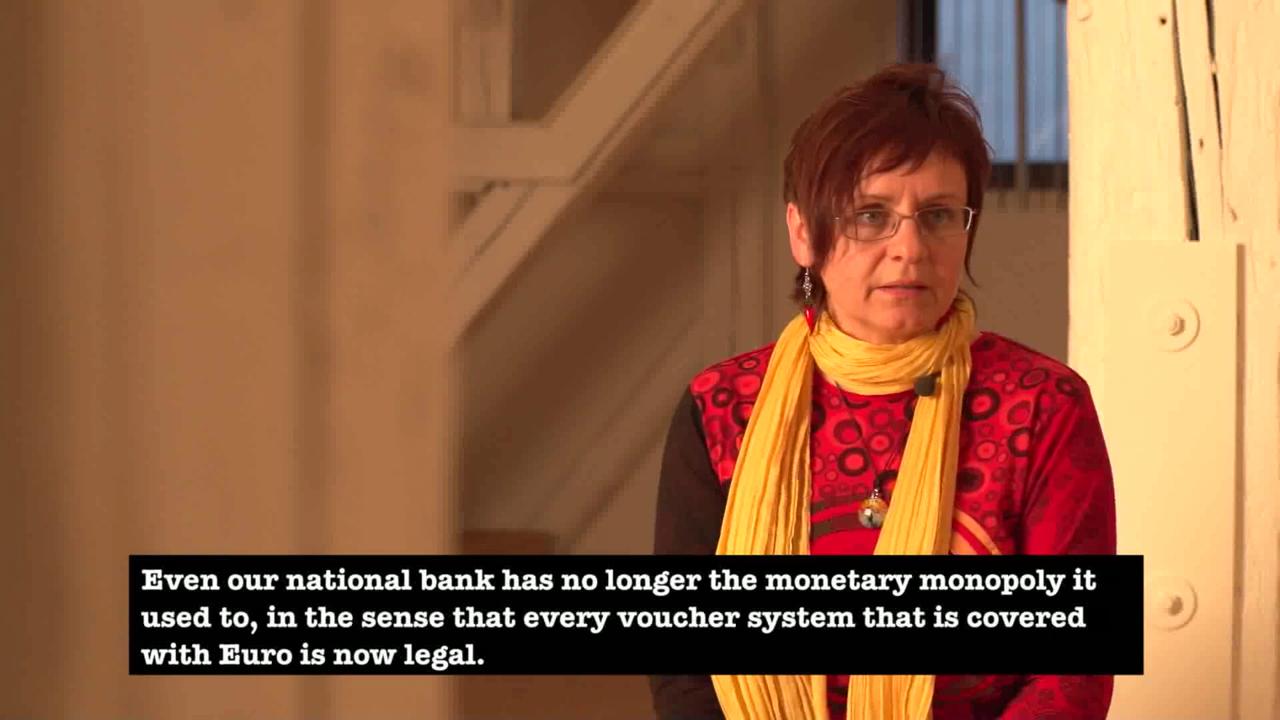 Even our national bank has no longer the monetary monopoly it
used to, in the sense that every voucher system that is covered
with Euro is now legal.